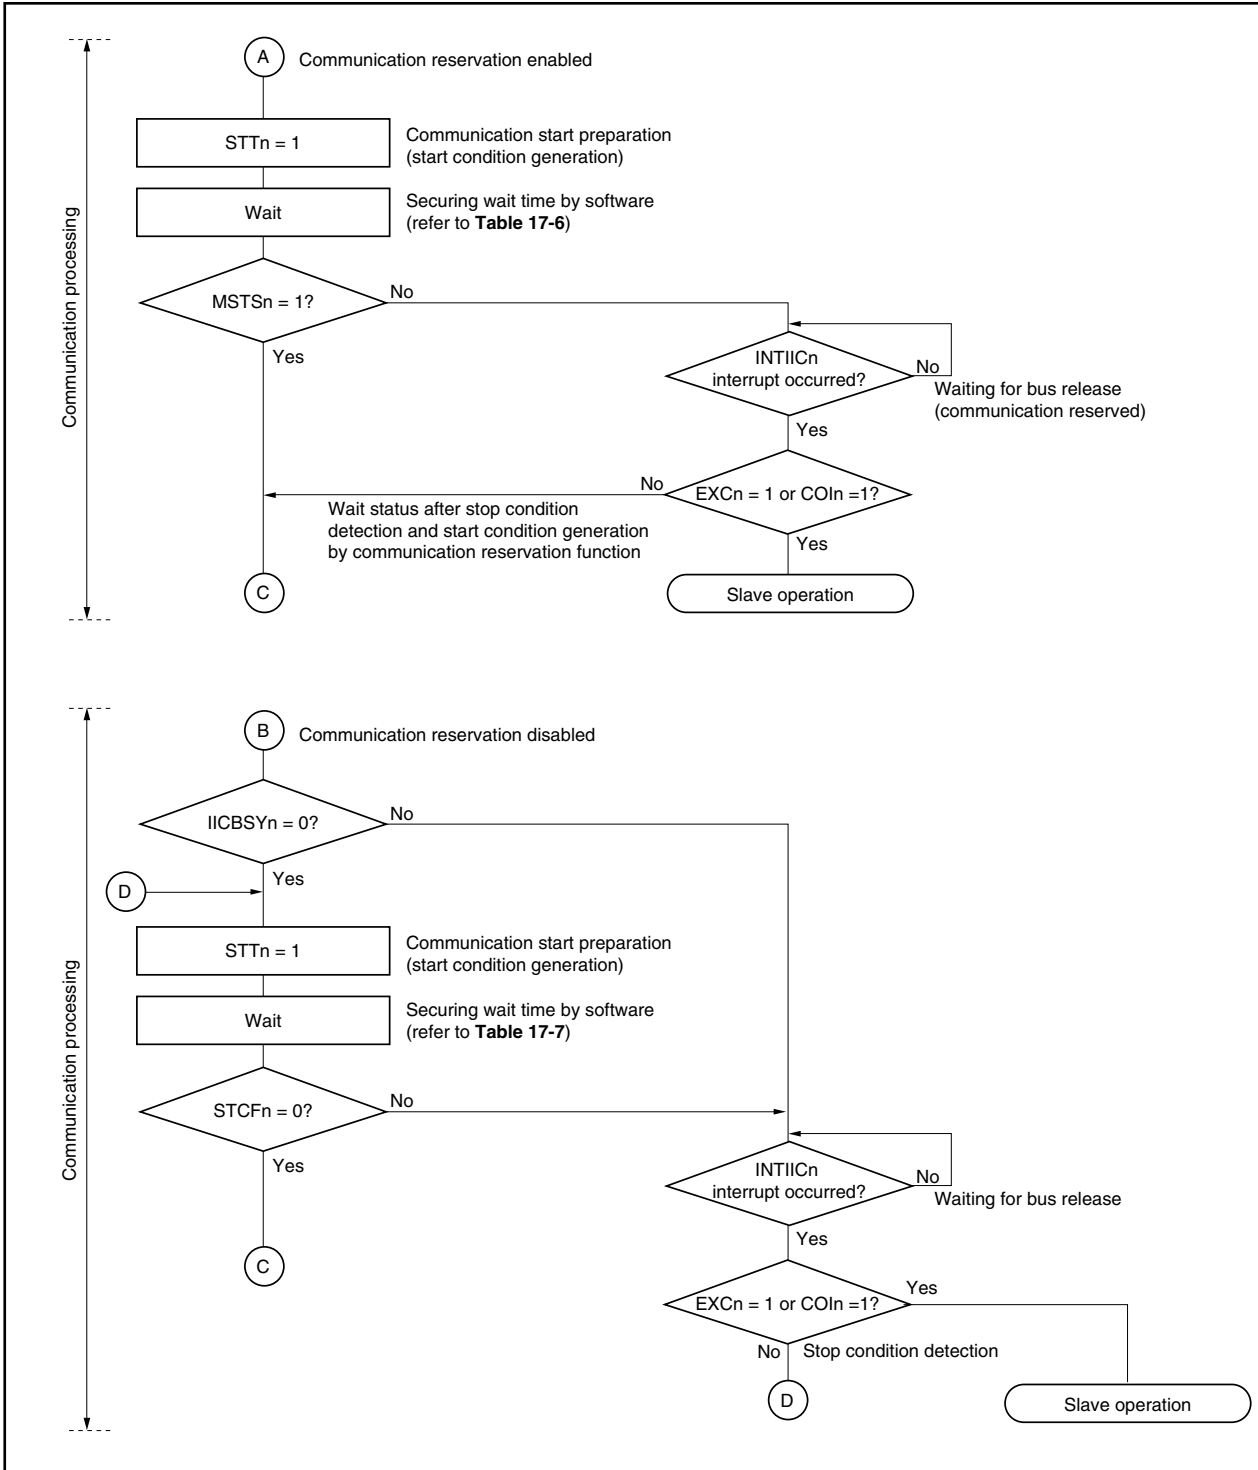 A
Communication reservation enabled
STTn = 1
Communication start preparation
(start condition generation)
Wait
Securing wait time by software
(refer to Table 17-6)
MSTSn = 1?
No
Yes
INTIICn
interrupt occurred?
No
Waiting for bus release
(communication reserved)
Yes
EXCn = 1 or COIn =1?
No
Wait status after stop condition
detection and start condition generation
by communication reservation function
Yes
C
Slave operation
Communication processing
B
Communication reservation disabled
IICBSYn = 0?
No
Yes
D
STTn = 1
Communication start preparation
(start condition generation)
Wait
Securing wait time by software
(refer to Table 17-7)
STCFn = 0?
No
Yes
INTIICn
interrupt occurred?
No
Waiting for bus release
Yes
C
EXCn = 1 or COIn =1?
Yes
No
Stop condition detection
D
Slave operation
Communication processing